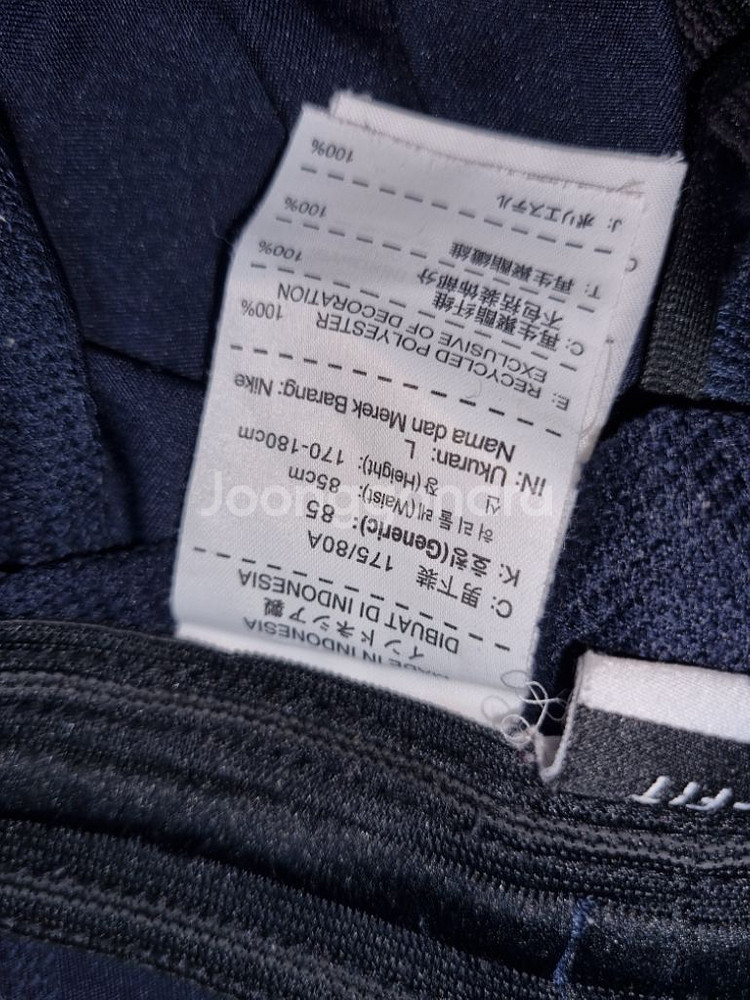 MADE IN INDONESIA
インドネシア製
DIBUAT DI INDONESIA
C: 男下装 175/80A
K: 호칭(Generic): 85
허리둘레(Waist): 85cm
신장(Height): 170-180cm
IN: Ukuran: L
Nama dan Merek Barang: Nike
E: RECYCLED POLYESTER 100%
EXCLUSIVE OF DECORATION
C: 再生聚酯纤维 100%
不包括装饰部分
T: 再生聚酯纖維 100%
J: ポリエステル 100%
FIT
Joongonnara